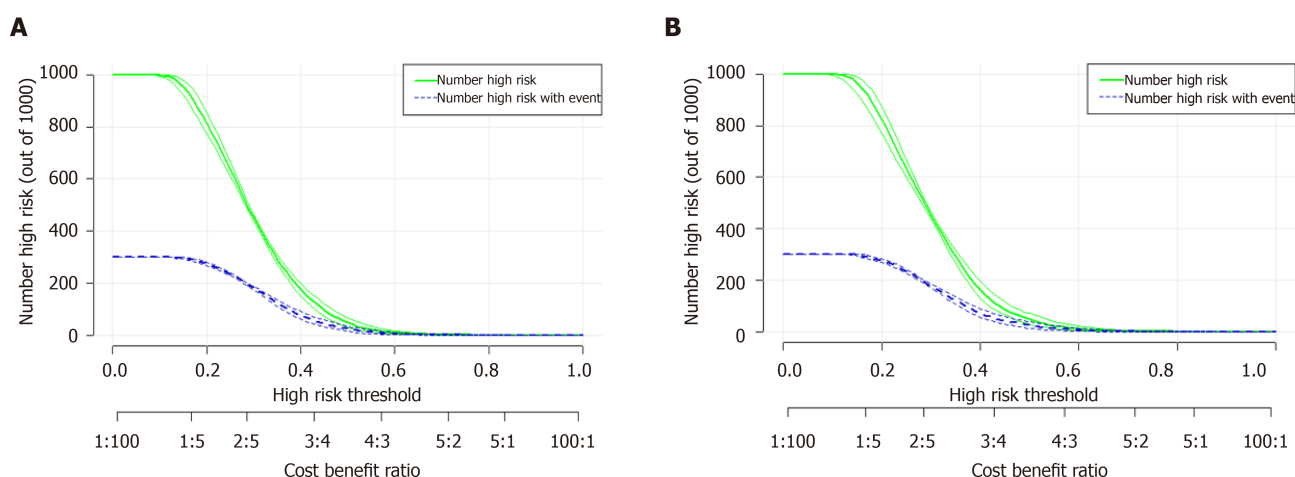 A
Number high risk (out of 1000)
1000
800
600
400
200
0
Number high risk
Number high risk with event
0.0 0.2 0.4 0.6 0.8 1.0
High risk threshold
1:100 1:5 2:5 3:4 4:3 5:2 5:1 100:1
Cost benefit ratio
B
Number high risk (out of 1000)
1000
800
600
400
200
0
Number high risk
Number high risk with event
0.0 0.2 0.4 0.6 0.8 1.0
High risk threshold
1:100 1:5 2:5 3:4 4:3 5:2 5:1 100:1
Cost benefit ratio